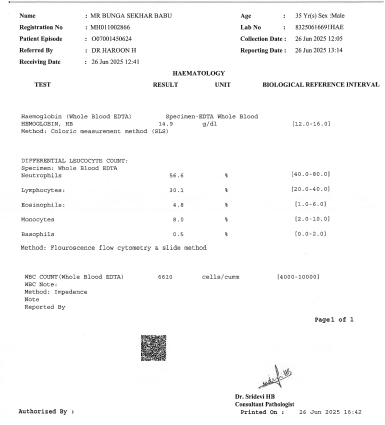 Name : MR BUNGA SEKHAR BABU Age : 35 Yr(s) Sex :Male
Registration No : MH011002866 Lab No : 83250616691HAE
Patient Episode : O07001450624 Collection Date : 26 Jun 2025 12:05
Referred By : DR HAROON H Reporting Date : 26 Jun 2025 13:14
Receiving Date : 26 Jun 2025 12:41
HAEMATOLOGY
TEST RESULT UNIT BIOLOGICAL REFERENCE INTERVAL
Haemoglobin (Whole Blood EDTA) Specimen-EDTA Whole Blood
HEMOGLOBIN, HB 14.9 g/dl [12.0-16.0]
Method: Coloric measurement method (SLS)
DIFFERENTIAL LEUCOCYTE COUNT:
Specimen: Whole Blood EDTA
Neutrophils 56.6 % [40.0-80.0]
Lymphocytes: 30.1 % [20.0-40.0]
Eosinophils: 4.8 % [1.0-6.0]
Monocytes 8.0 % [2.0-10.0]
Basophils 0.5 % [0.0-2.0]
Method: Flouroscence flow cytometry & slide method
WBC COUNT(Whole Blood EDTA) 6620 cells/cumm [4000-10000]
WBC Note:
Method: Impedance
Note
Reported By
Page1 of 1
Dr. Sridevi HB
Consultant Pathologist
Authorized By : Printed On : 26 Jun 2025 16:42